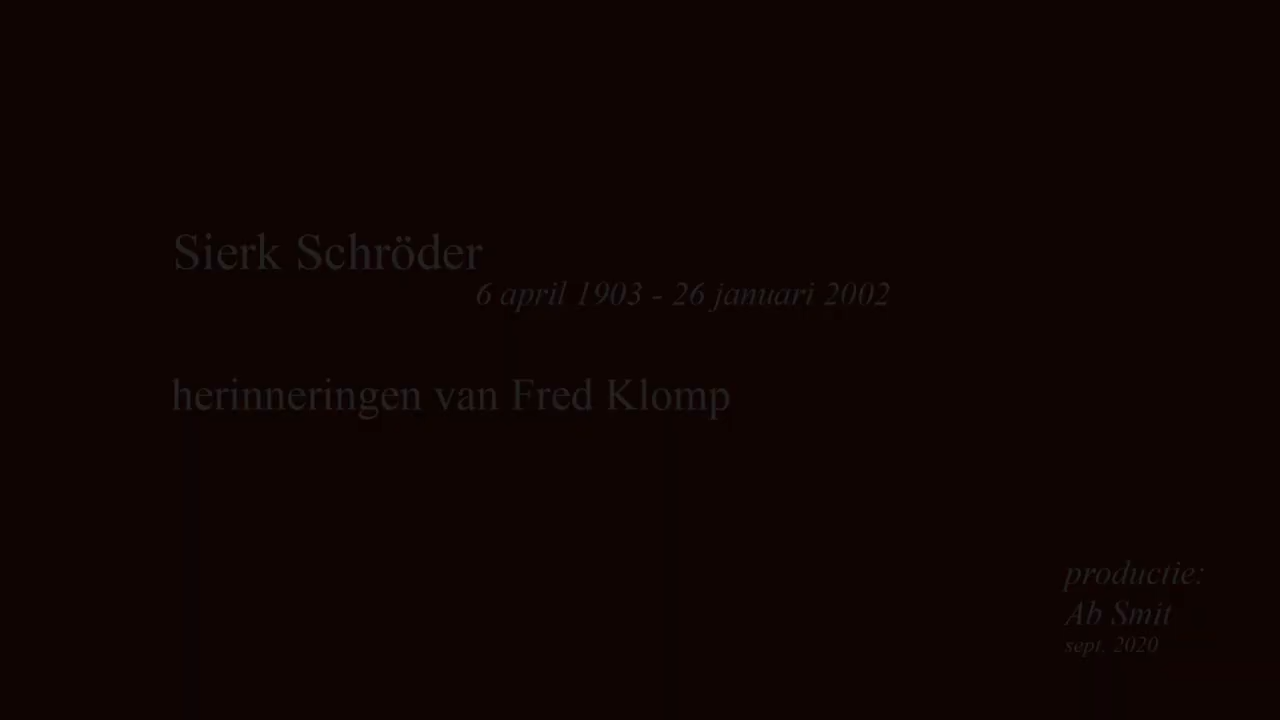 Sierk Schröder
6 april 1903 - 26 januari 2002
herinneringen van Fred Klomp
productie:
Ab Smit
sept. 2020